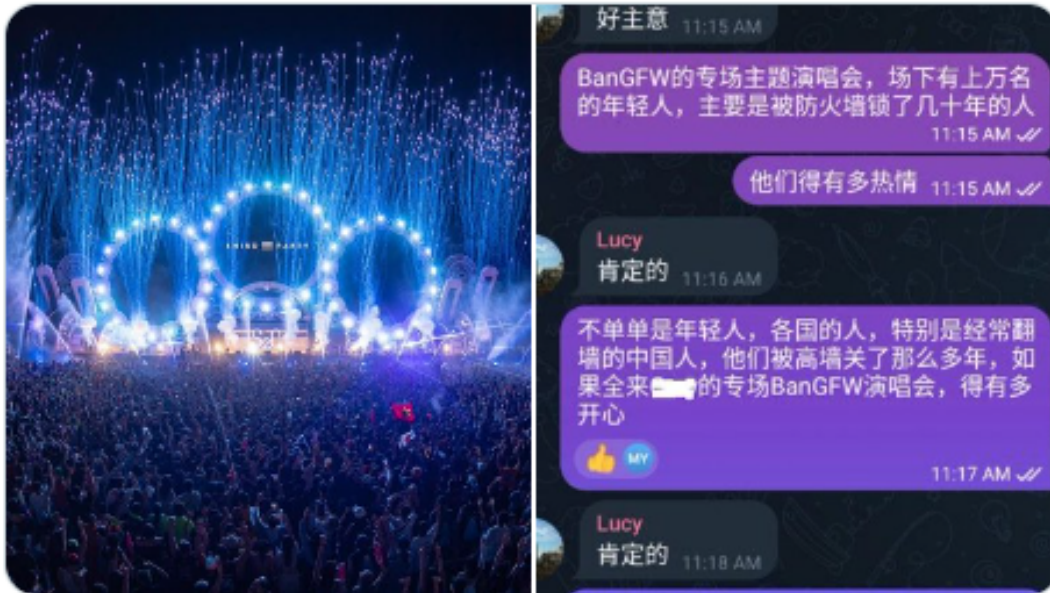 好主意
11:15 AM
BanGFW的专场主题演唱会，场下有上万名
的年轻人，主要是被防火墙锁了几十年的人
11:15 AM
他们得有多热情 11:15 AM
Lucy
肯定的 11:16 AM
不单单是年轻人，各国的人，特别是经常翻
墙的中国人，他们被高墙关了那么多年，如
果全来的专场BanGFW演唱会，得有多
开心
MY
11:17 AM
Lucy
肯定的 11:18 AM